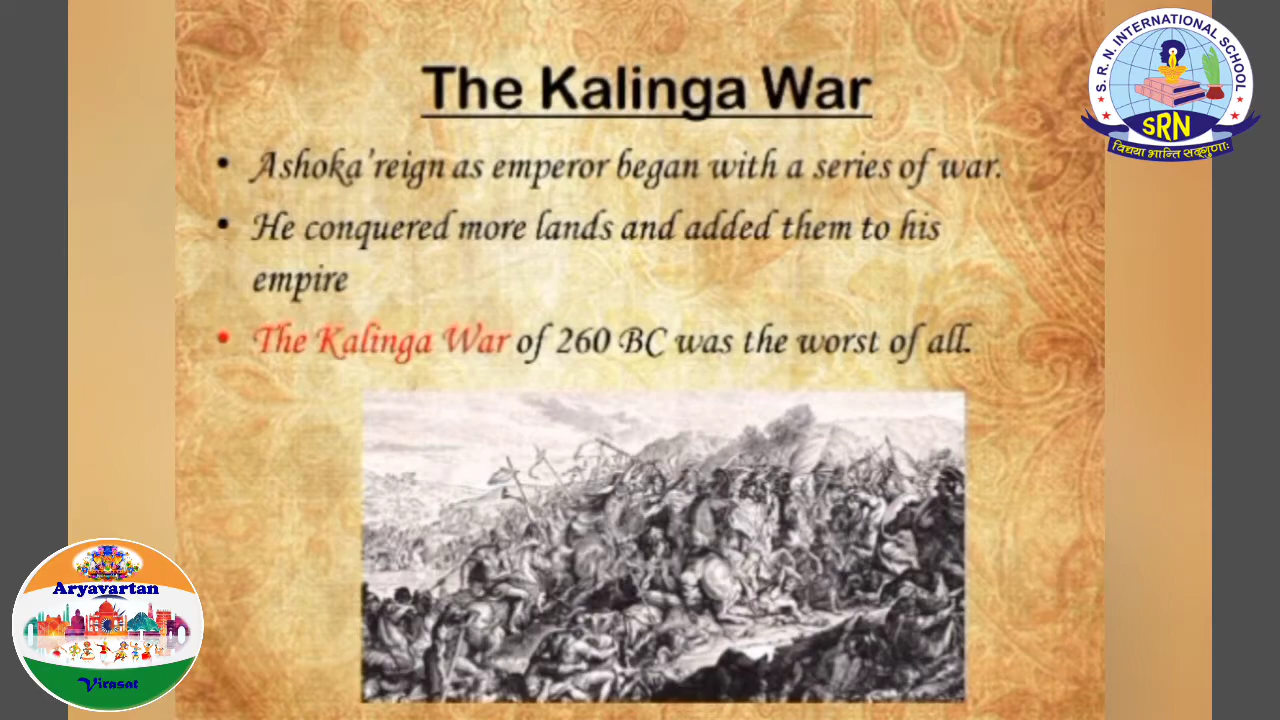 The Kalinga War
• Ashoka'reign as emperor began with a series of war.
• He conquered more lands and added them to his
empire
• The Kalinga War of 260 BC was the worst of all.
S. R. N. INTERNATIONAL SCHOOL
SRN
विद्यया भान्ति सद्गुणाः
Aryavartan
Virasat